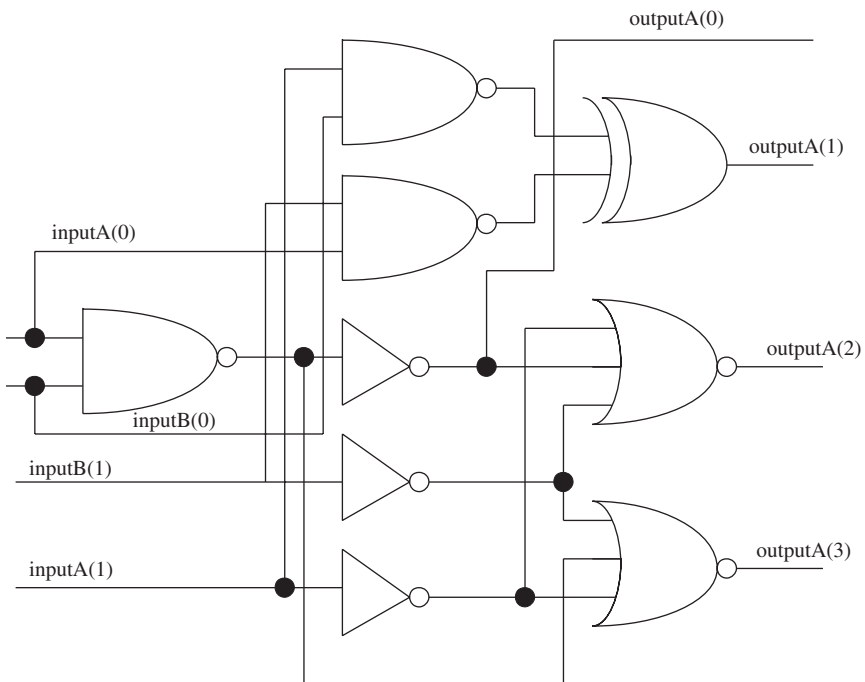 outputA(0)
outputA(1)
inputA(0)
outputA(2)
inputB(0)
inputB(1)
outputA(3)
inputA(1)